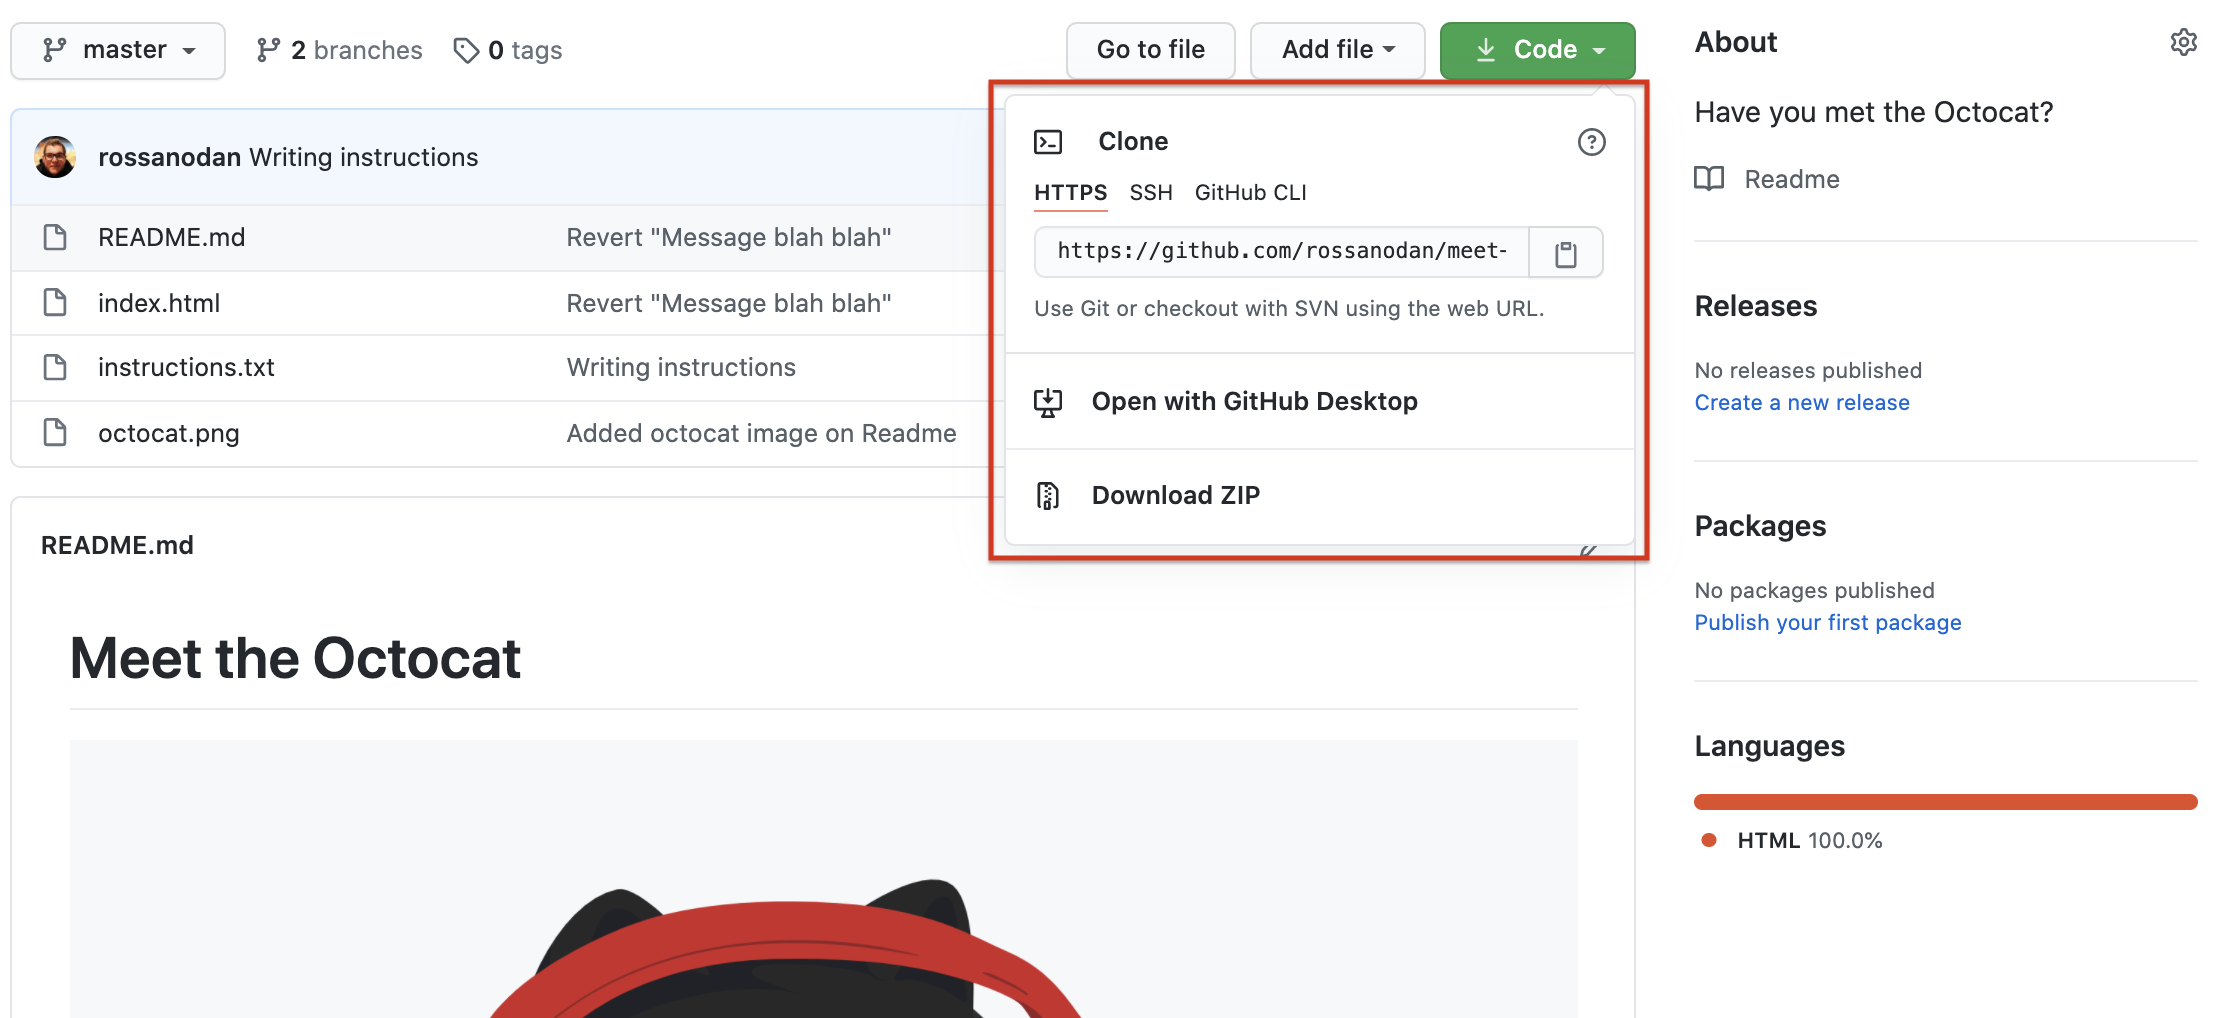 master 2 branches 0 tags Go to file Add file Code
rossanodan Writing instructions
README.md Revert "Message blah blah"
index.html Revert "Message blah blah"
instructions.txt Writing instructions
octocat.png Added octocat image on Readme
Clone
HTTPS SSH GitHub CLI
https://github.com/rossanodan/meet-
Use Git or checkout with SVN using the web URL.
Open with GitHub Desktop
Download ZIP
README.md
Meet the Octocat
About
Have you met the Octocat?
Readme
Releases
No releases published
Create a new release
Packages
No packages published
Publish your first package
Languages
HTML 100.0%